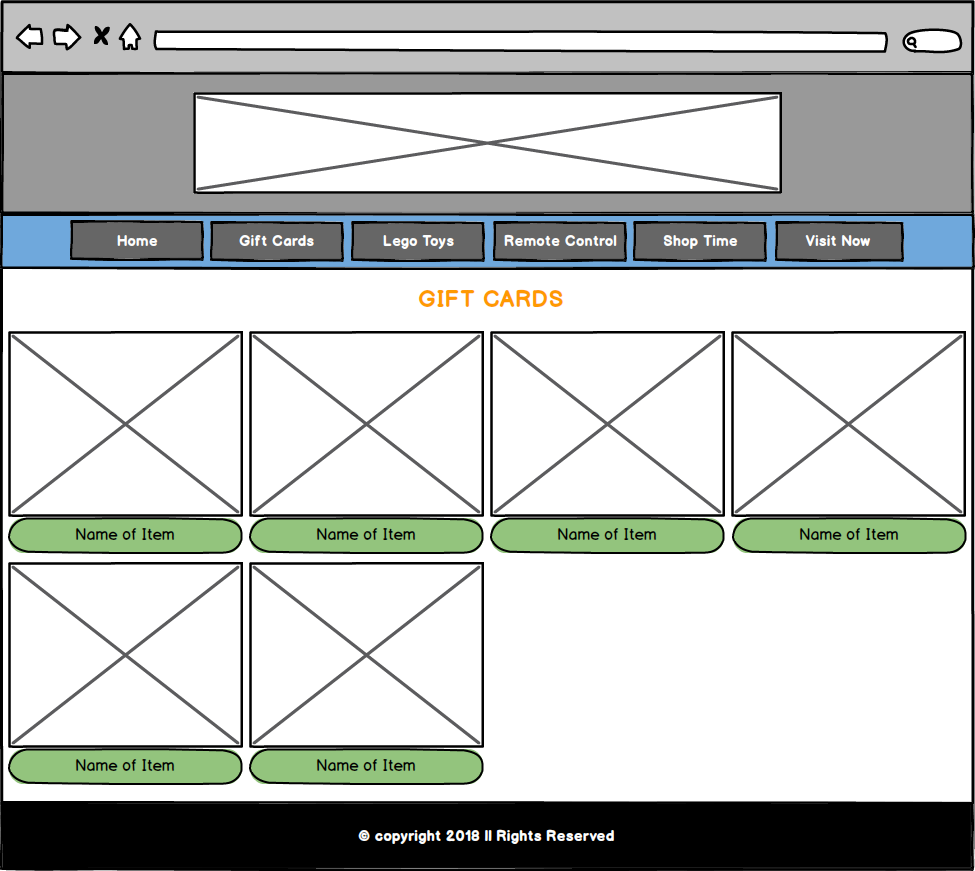 Home Gift Cards Lego Toys Remote Control Shop Time Visit Now
GIFT CARDS
Name of Item Name of Item Name of Item Name of Item
Name of Item Name of Item
© copyright 2018 ll Rights Reserved